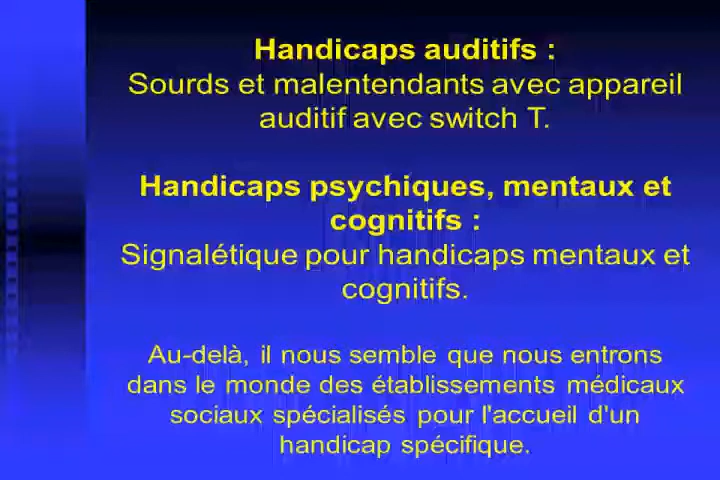 Handicaps auditifs :
Sourds et malentendants avec appareil
auditif avec switch T.
Handicaps psychiques, mentaux et
cognitifs :
Signalétique pour handicaps mentaux et
cognitifs.
Au-delà, il nous semble que nous entrons
dans le monde des établissements médicaux
sociaux spécialisés pour l'accueil d'un
handicap spécifique.